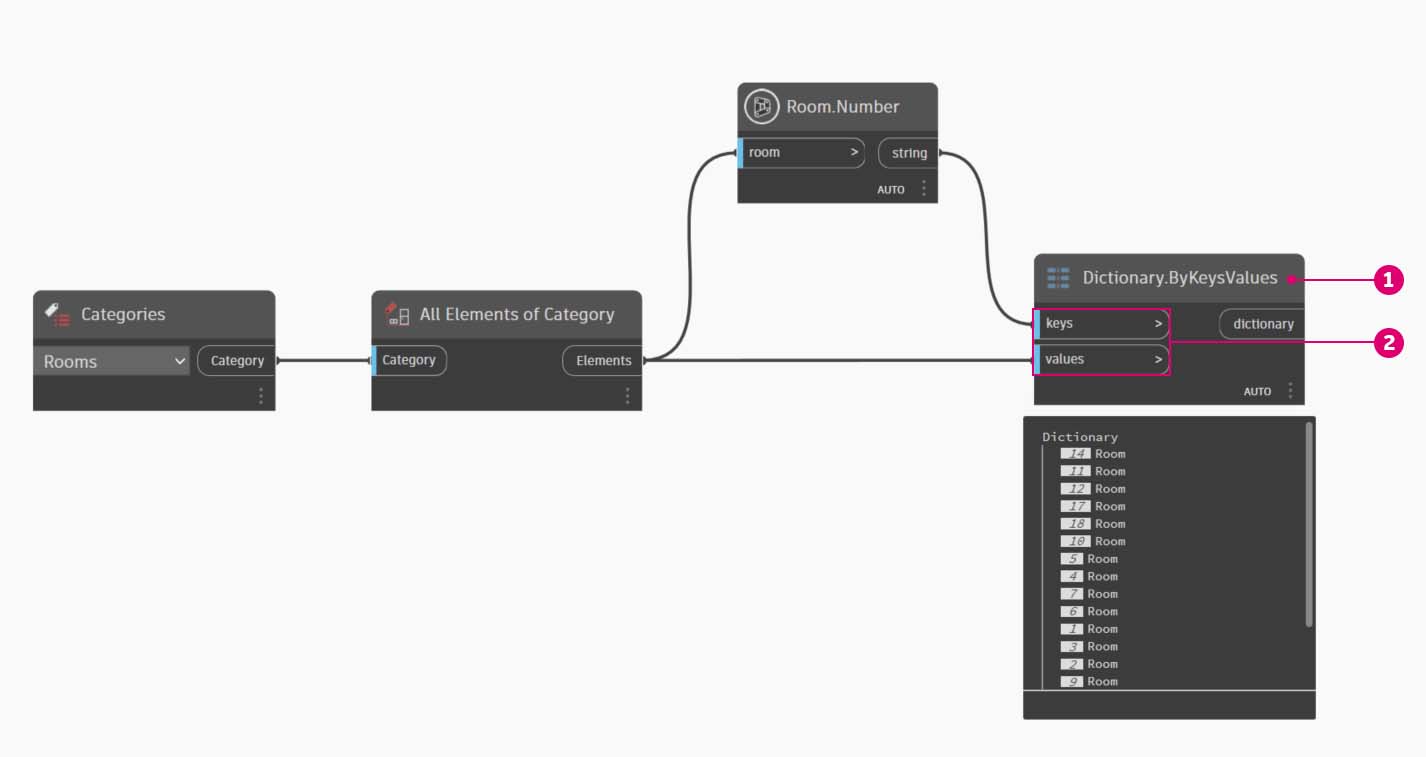 Room.Number
room >
string
AUTO
Dictionary.ByKeysValues
1
keys >
dictionary
values >
2
AUTO
Categories
Rooms
Category
All Elements of Category
Category
Elements
Dictionary
14 Room
11 Room
12 Room
17 Room
18 Room
10 Room
5 Room
4 Room
7 Room
6 Room
1 Room
3 Room
2 Room
9 Room